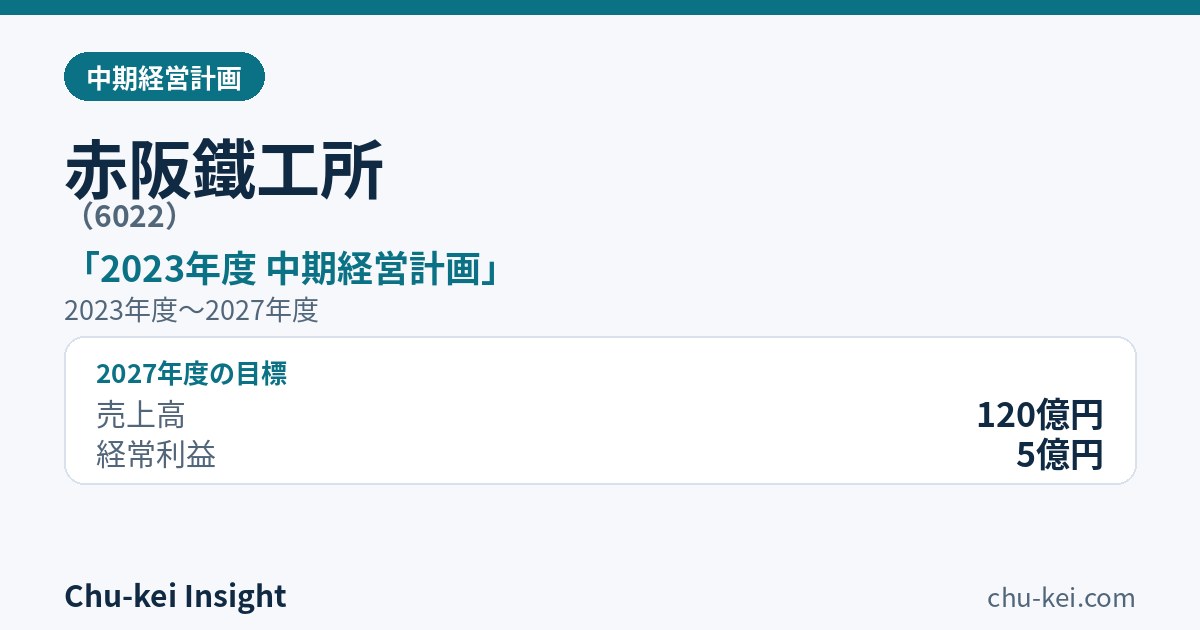 中期経営計画
赤阪鐵工所
（6022）
「2023年度 中期経営計画」
2023年度〜2027年度
2027年度の目標
売上高 120億円
経常利益 5億円
Chu-kei Insight chu-kei.com